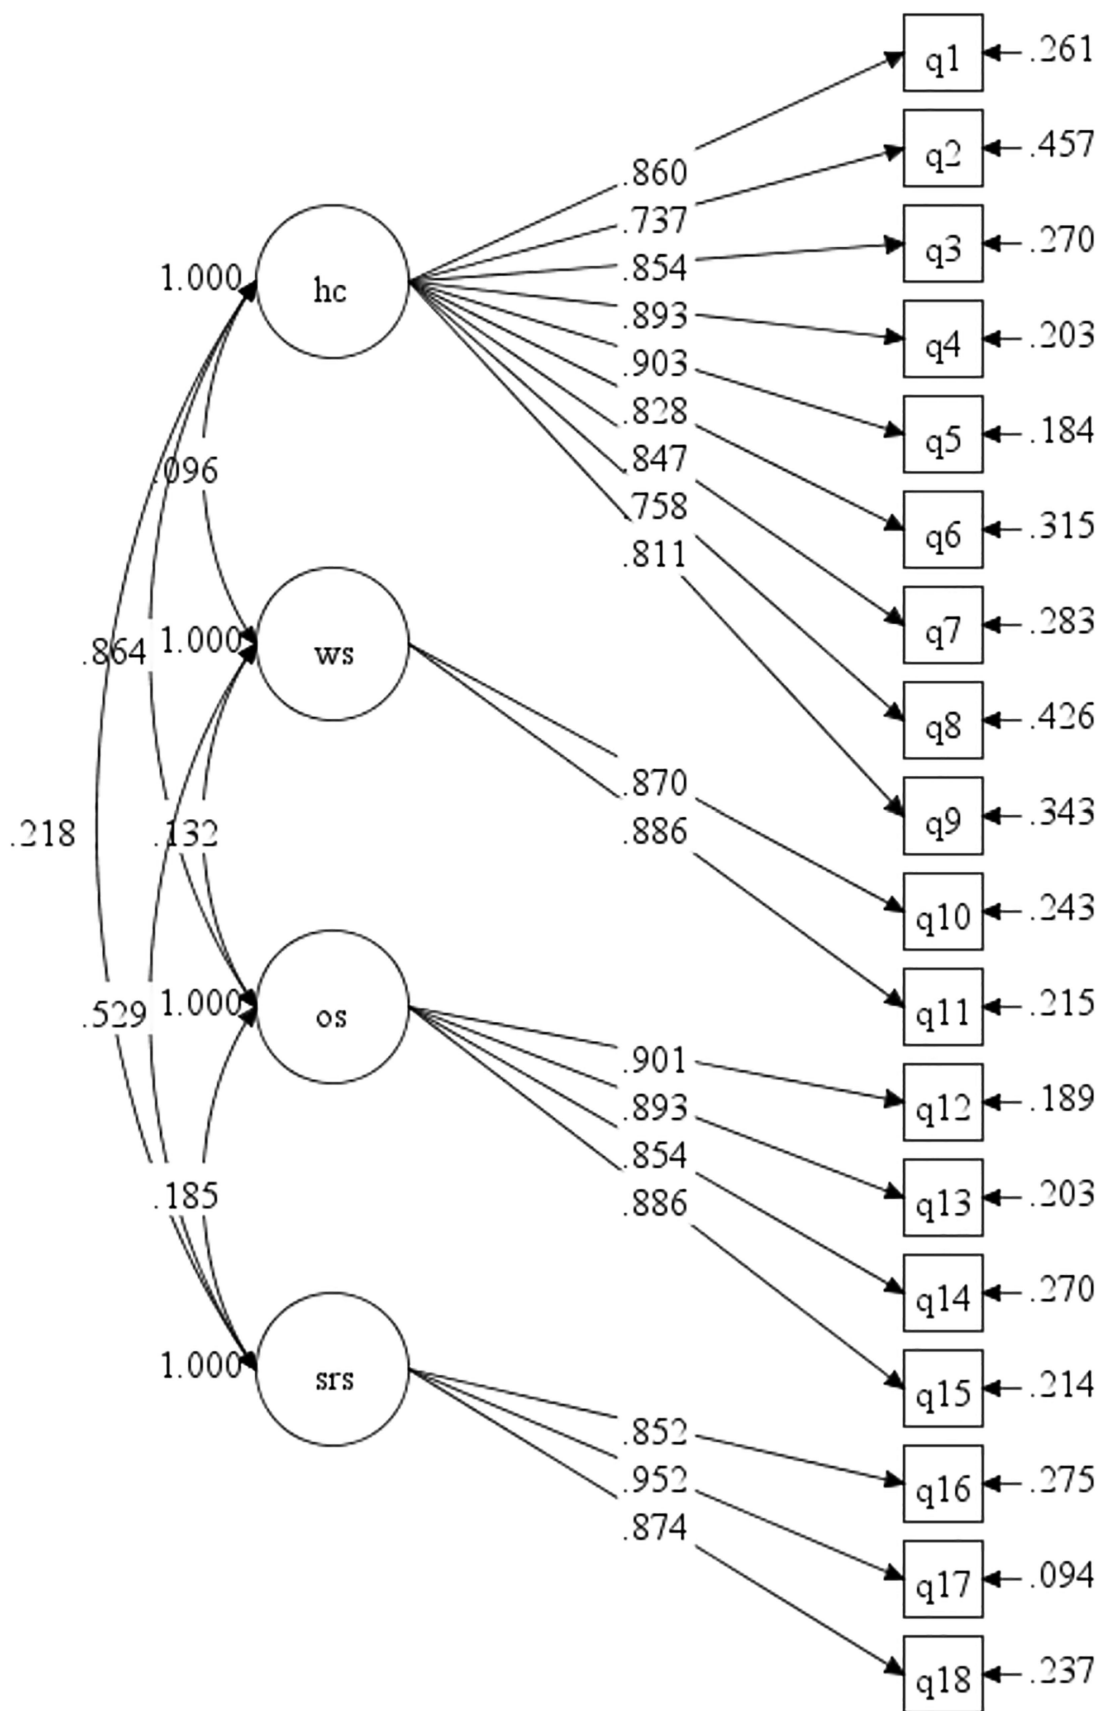 q1
.261
q2
.457
q3
.270
q4
.203
q5
.184
q6
.315
q7
.283
q8
.426
q9
.343
q10
.243
q11
.215
q12
.189
q13
.203
q14
.270
q15
.214
q16
.275
q17
.094
q18
.237
.860
.737
.854
.893
.903
.828
.847
.758
.811
.870
.886
.901
.893
.854
.886
.852
.952
.874
1.000
hc
1.000
ws
1.000
os
1.000
srs
.096
.864
.218
.132
.529
.185